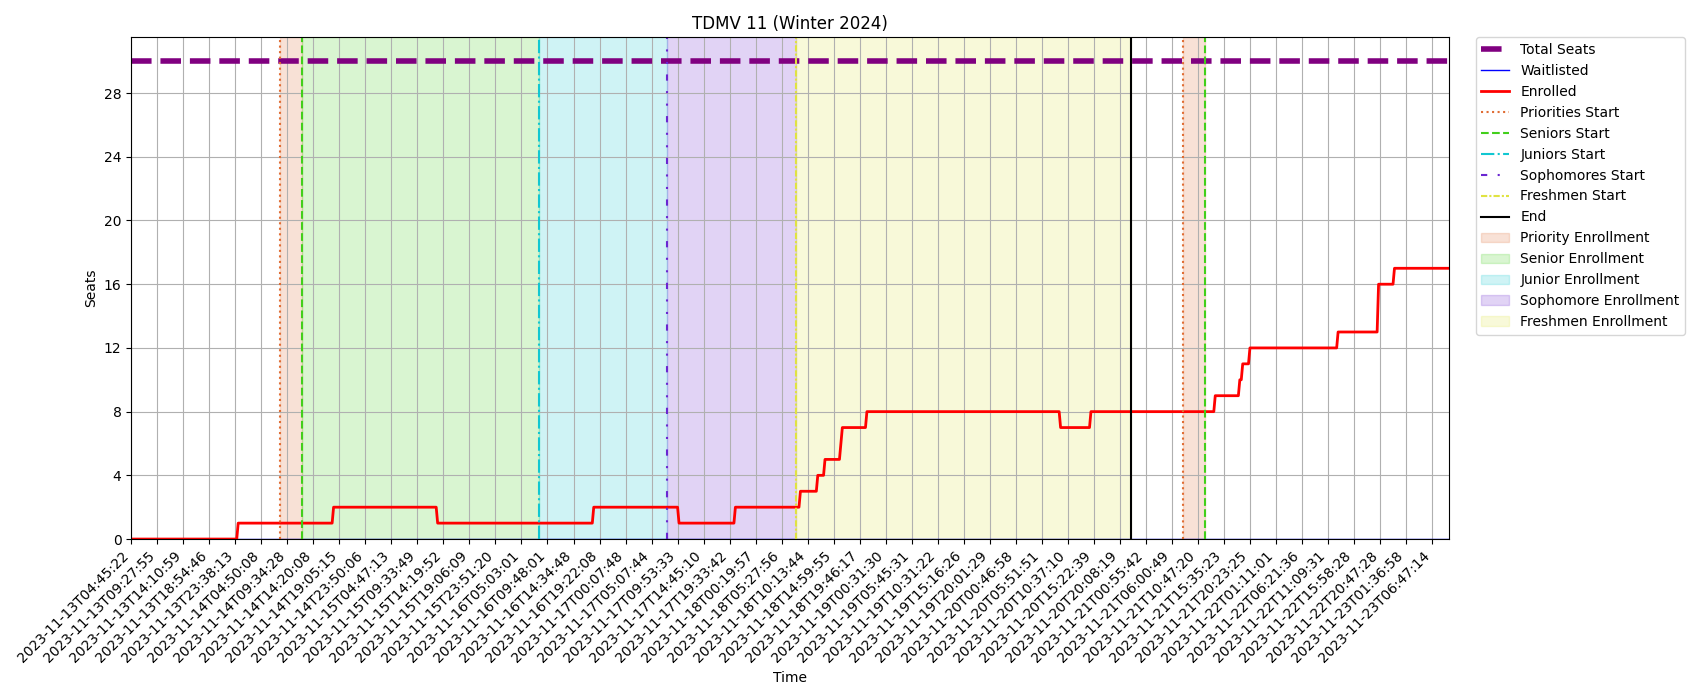 TDMV 11 (Winter 2024)
Total Seats
Waitlisted
Enrolled
Priorities Start
Seniors Start
Juniors Start
Sophomores Start
Freshmen Start
End
Priority Enrollment
Senior Enrollment
Junior Enrollment
Sophomore Enrollment
Freshmen Enrollment
Seats
28
24
20
16
12
8
4
0
2023-11-13T04:45:22
2023-11-13T09:27:55
2023-11-13T14:10:59
2023-11-13T18:54:46
2023-11-13T23:38:13
2023-11-14T04:50:08
2023-11-14T09:34:28
2023-11-14T14:20:08
2023-11-14T19:05:15
2023-11-14T23:50:06
2023-11-15T04:47:13
2023-11-15T09:33:49
2023-11-15T14:19:52
2023-11-15T19:06:09
2023-11-15T23:51:20
2023-11-16T05:03:01
2023-11-16T09:48:01
2023-11-16T14:34:48
2023-11-16T19:22:08
2023-11-17T00:07:48
2023-11-17T05:07:44
2023-11-17T09:53:33
2023-11-17T14:45:10
2023-11-17T19:33:42
2023-11-18T00:19:57
2023-11-18T05:27:56
2023-11-18T10:13:44
2023-11-18T14:59:55
2023-11-18T19:46:17
2023-11-19T00:31:30
2023-11-19T05:45:31
2023-11-19T10:31:22
2023-11-19T15:16:26
2023-11-19T20:01:29
2023-11-20T00:46:58
2023-11-20T05:51:51
2023-11-20T10:37:10
2023-11-20T15:22:39
2023-11-20T20:08:19
2023-11-21T00:55:42
2023-11-21T06:00:49
2023-11-21T10:47:20
2023-11-21T15:35:23
2023-11-21T20:23:25
2023-11-22T01:11:01
2023-11-22T06:21:36
2023-11-22T11:09:31
2023-11-22T15:58:28
2023-11-22T20:47:28
2023-11-23T01:36:58
2023-11-23T06:47:14
Time